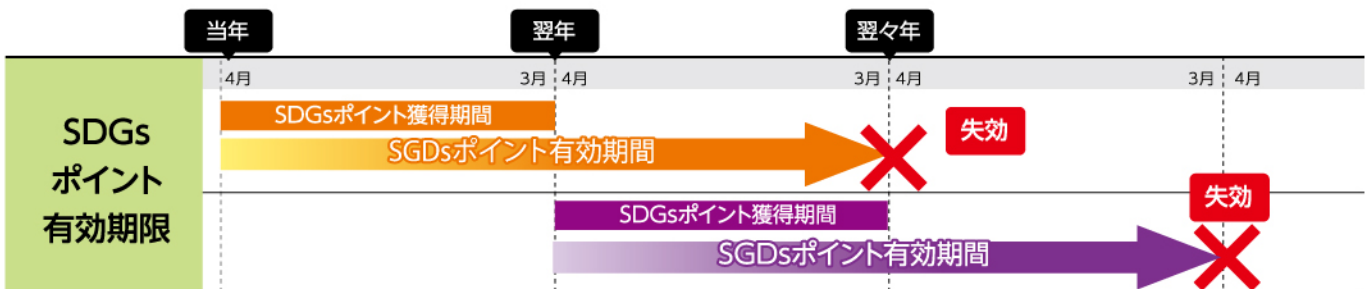 当年
翌年
翌々年
4月
3月
4月
3月
4月
3月
4月
SDGs
ポイント
有効期限
SDGsポイント獲得期間
SGDsポイント有効期間
失効
SDGsポイント獲得期間
SGDsポイント有効期間
失効